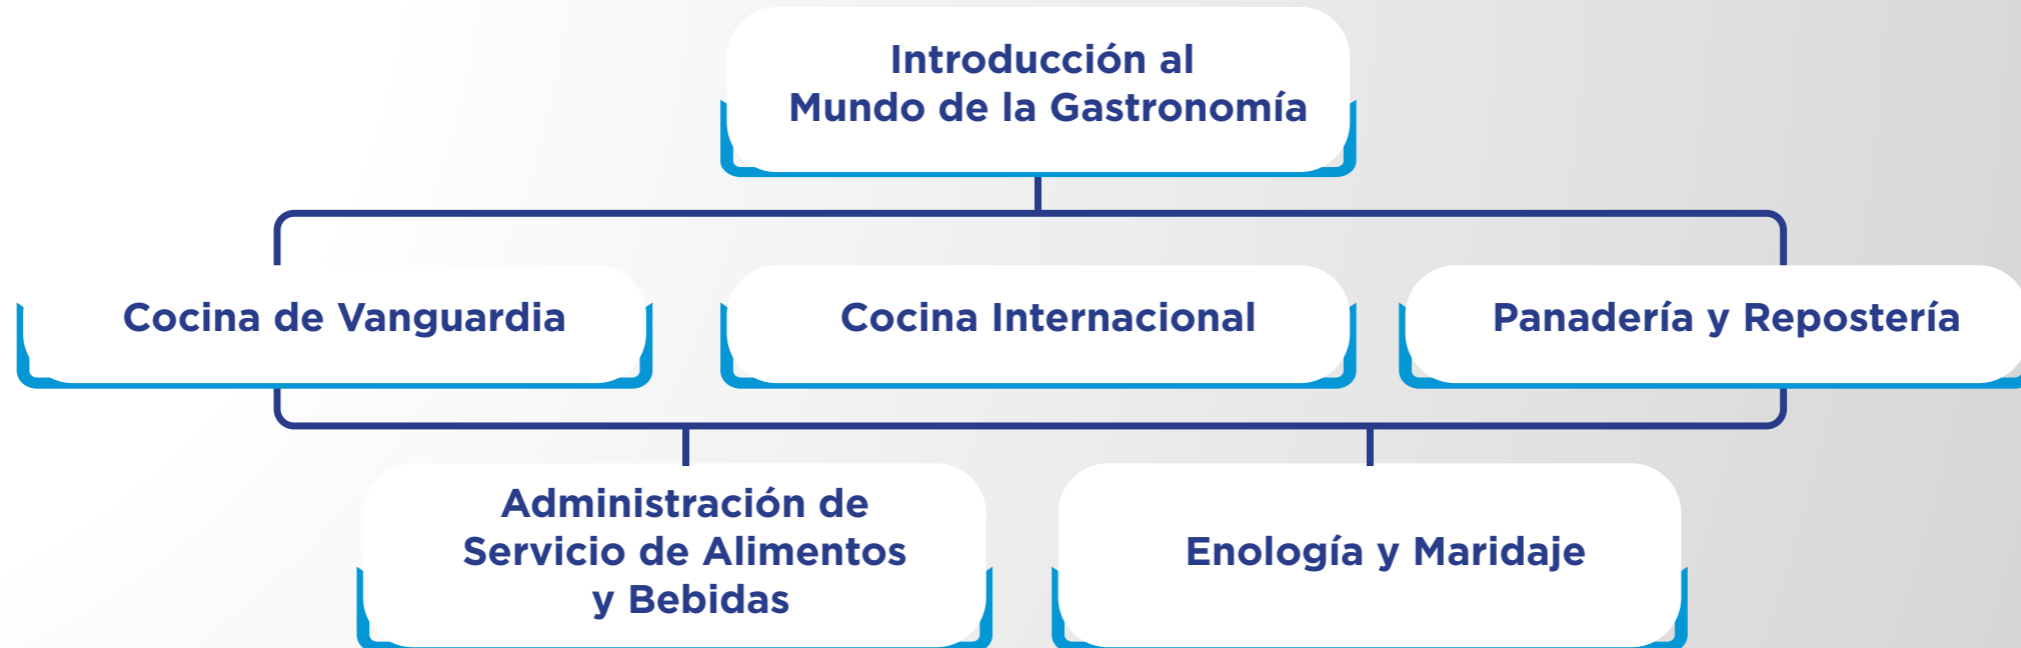 Introducción al
Mundo de la Gastronomía
Cocina de Vanguardia
Cocina Internacional
Panadería y Repostería
Administración de
Servicio de Alimentos
y Bebidas
Enología y Maridaje